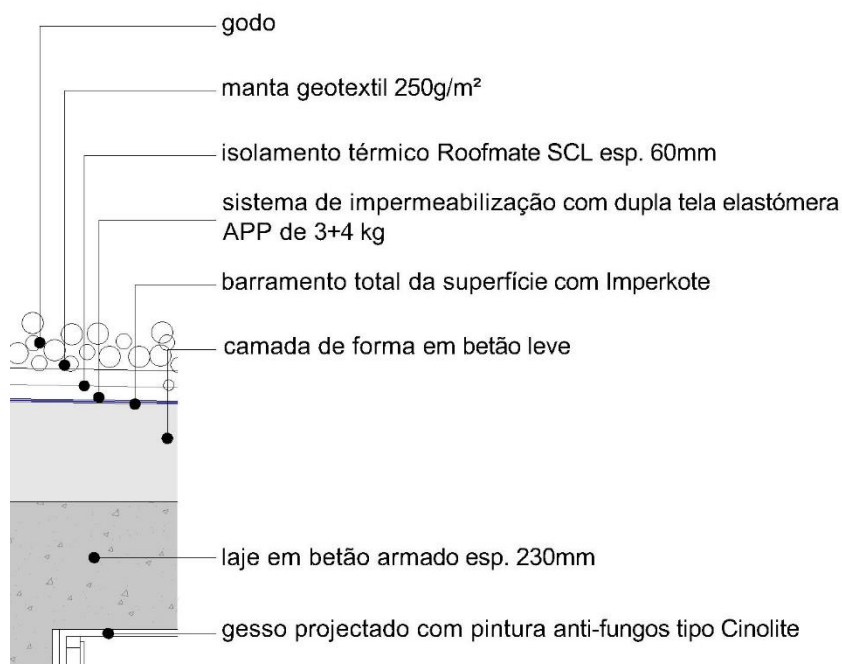 godo
manta geotextil 250g/m²
isolamento térmico Roofmate SCL esp. 60mm
sistema de impermeabilização com dupla tela elastómera
APP de 3+4 kg
barramento total da superfície com Imperkote
camada de forma em betão leve
laje em betão armado esp. 230mm
gesso projectado com pintura anti-fungos tipo Cinolite